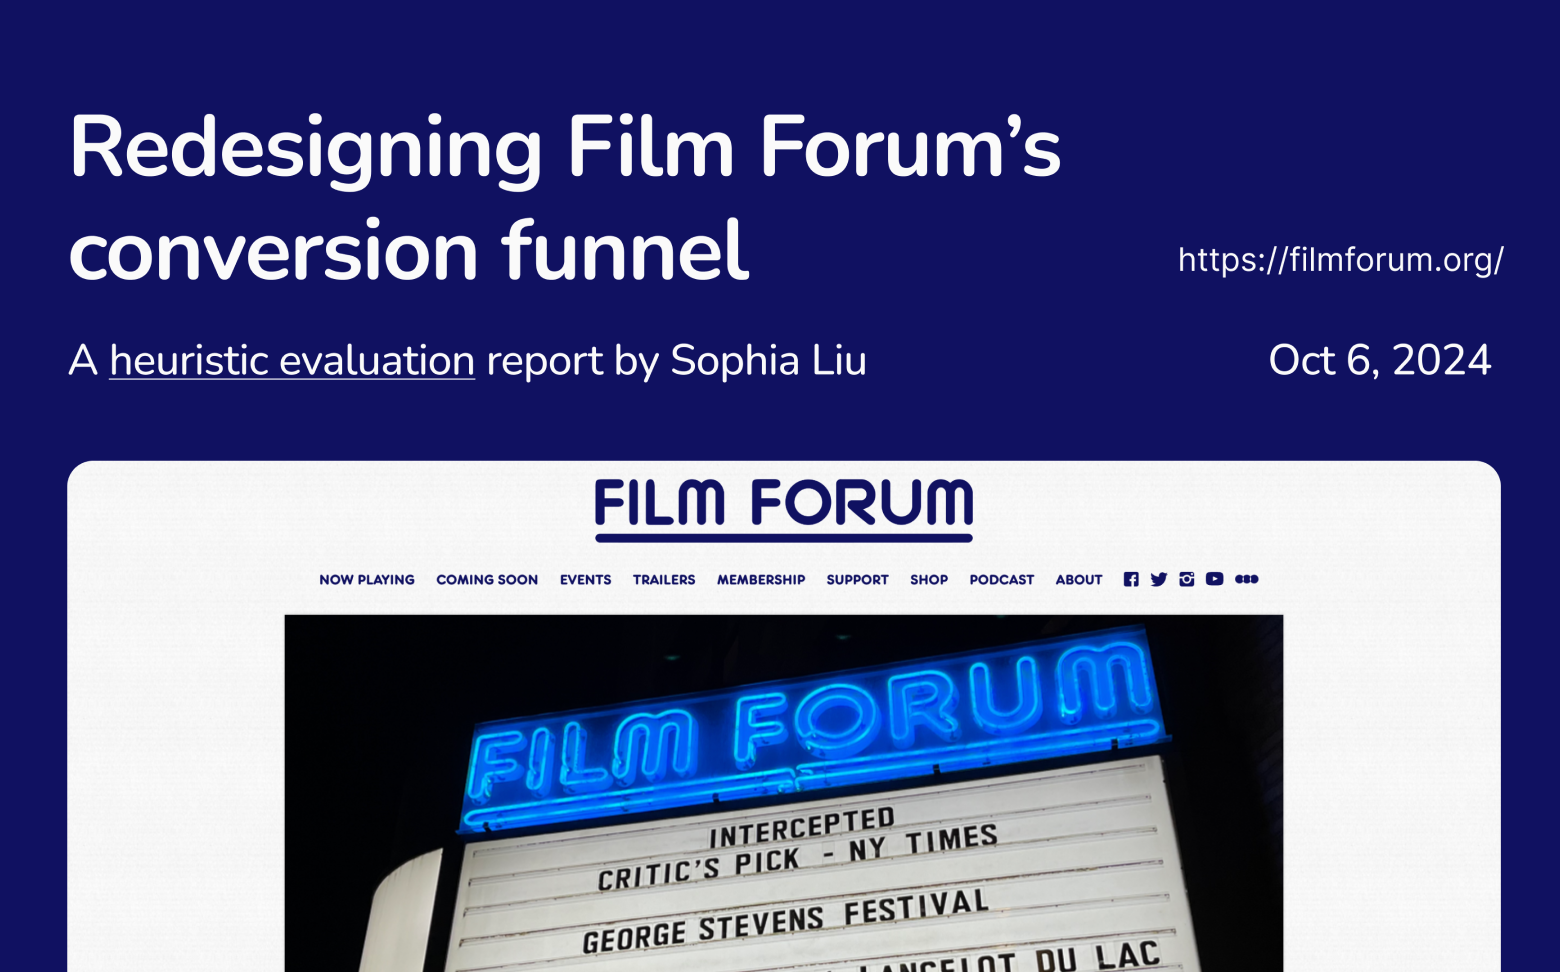 Redesigning Film Forum’s
conversion funnel
https://filmforum.org/
A heuristic evaluation report by Sophia Liu
Oct 6, 2024
FILM FORUM
NOW PLAYING COMING SOON EVENTS TRAILERS MEMBERSHIP SUPPORT SHOP PODCAST ABOUT
FILM FORUM
INTERCEPTED
CRITIC'S PICK - NY TIMES
GEORGE STEVENS FESTIVAL
LANCELOT DU LAC